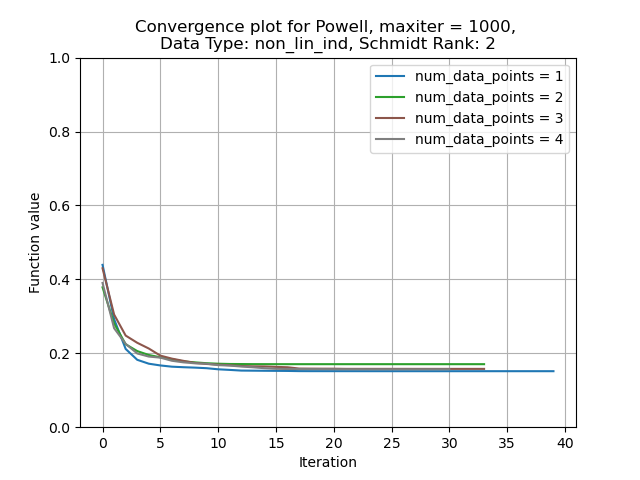 Convergence plot for Powell, maxiter = 1000,
Data Type: non_lin_ind, Schmidt Rank: 2
num_data_points = 1
num_data_points = 2
num_data_points = 3
num_data_points = 4
Function value
1.0
0.8
0.6
0.4
0.2
0.0
0 5 10 15 20 25 30 35 40
Iteration